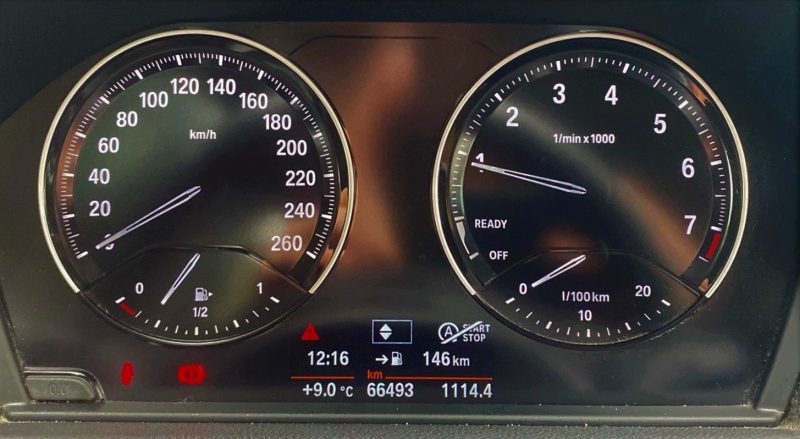 km/h
0
20
40
60
80
100
120
140
160
180
200
220
240
260
0 1/2 1
1/min x 1000
1
2
3
4
5
6
7
READY
OFF
0 10 20
l/100 km
A START
STOP
12:16 146 km
km
+9.0 °C 66493 1114.4